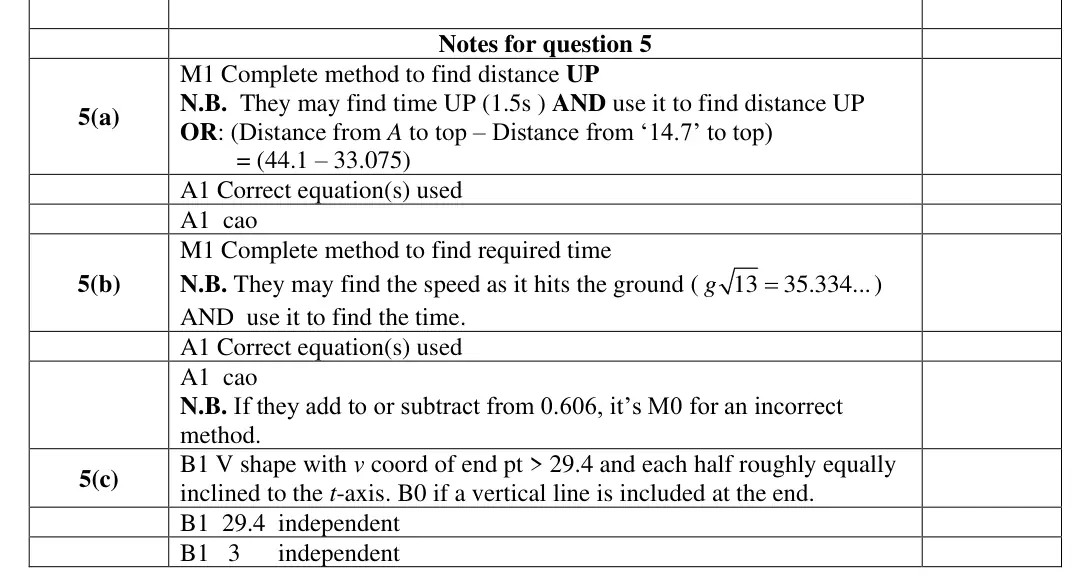 Notes for question 5
5(a)
M1 Complete method to find distance UP
N.B. They may find time UP (1.5s ) AND use it to find distance UP
OR: (Distance from A to top – Distance from ‘14.7’ to top)
= (44.1 – 33.075)
A1 Correct equation(s) used
A1 cao
5(b)
M1 Complete method to find required time
N.B. They may find the speed as it hits the ground ( g√13 = 35.334... )
AND use it to find the time.
A1 Correct equation(s) used
A1 cao
N.B. If they add to or subtract from 0.606, it’s M0 for an incorrect
method.
5(c)
B1 V shape with v coord of end pt > 29.4 and each half roughly equally
inclined to the t-axis. B0 if a vertical line is included at the end.
B1 29.4 independent
B1 3 independent